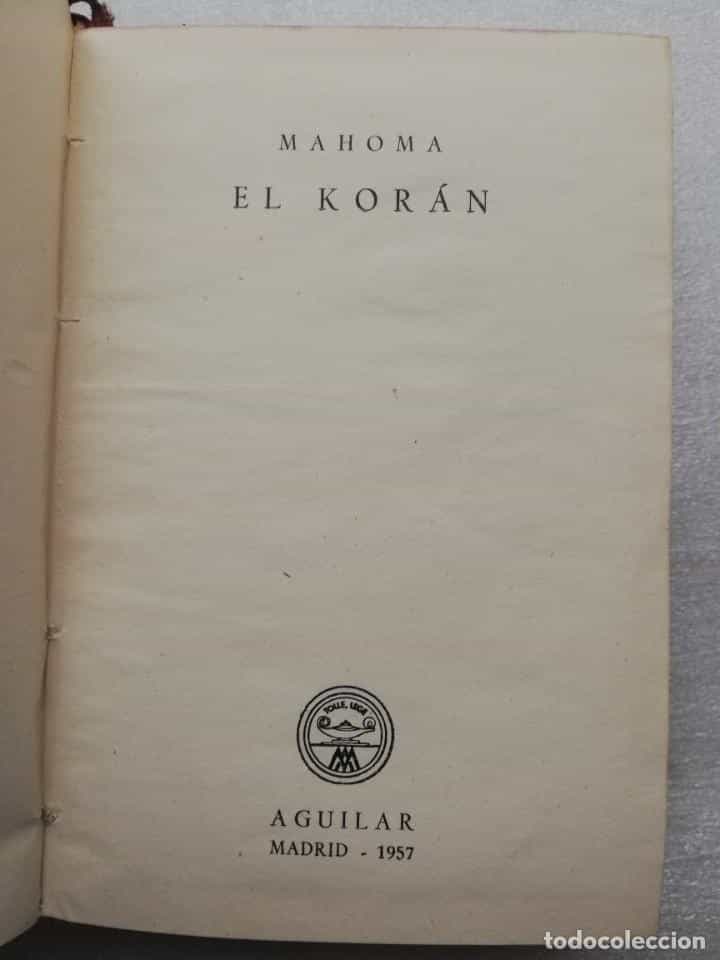 MAHOMA
EL KORÁN
TOLLE, LEGE
AGUILAR
MADRID - 1957
todocoleccion